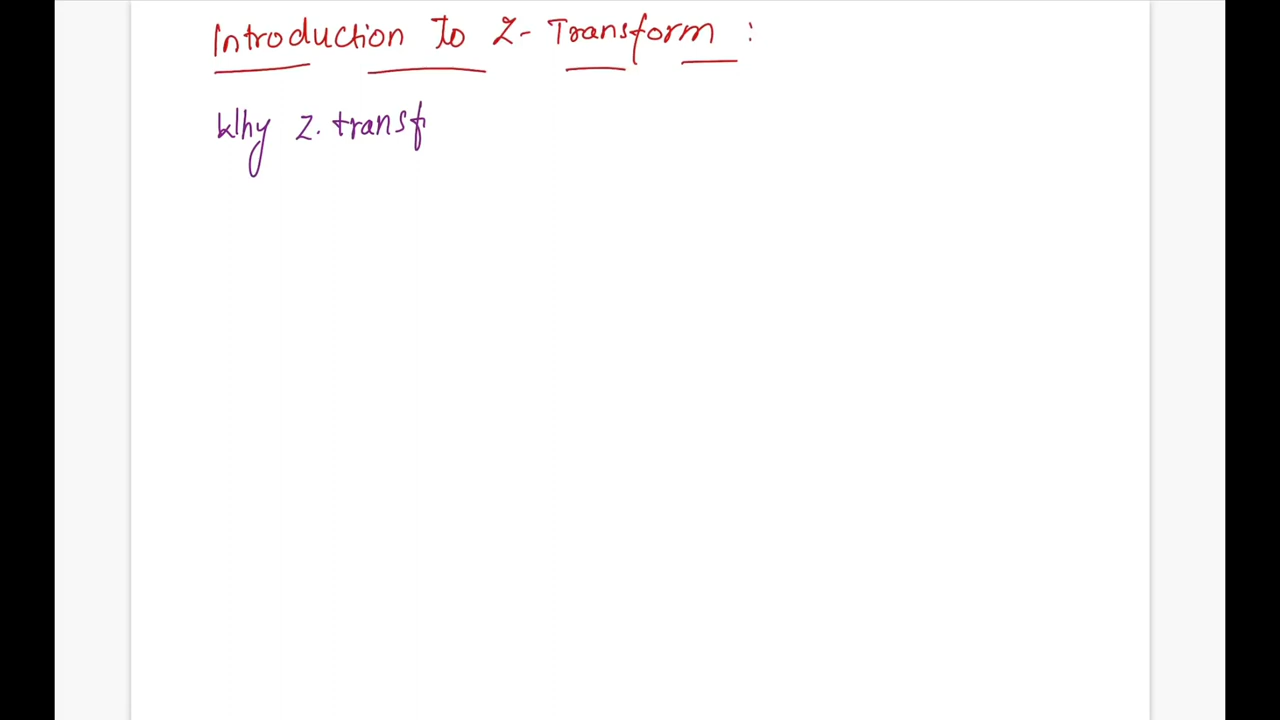 Introduction to Z- Transform :
Why Z. transf